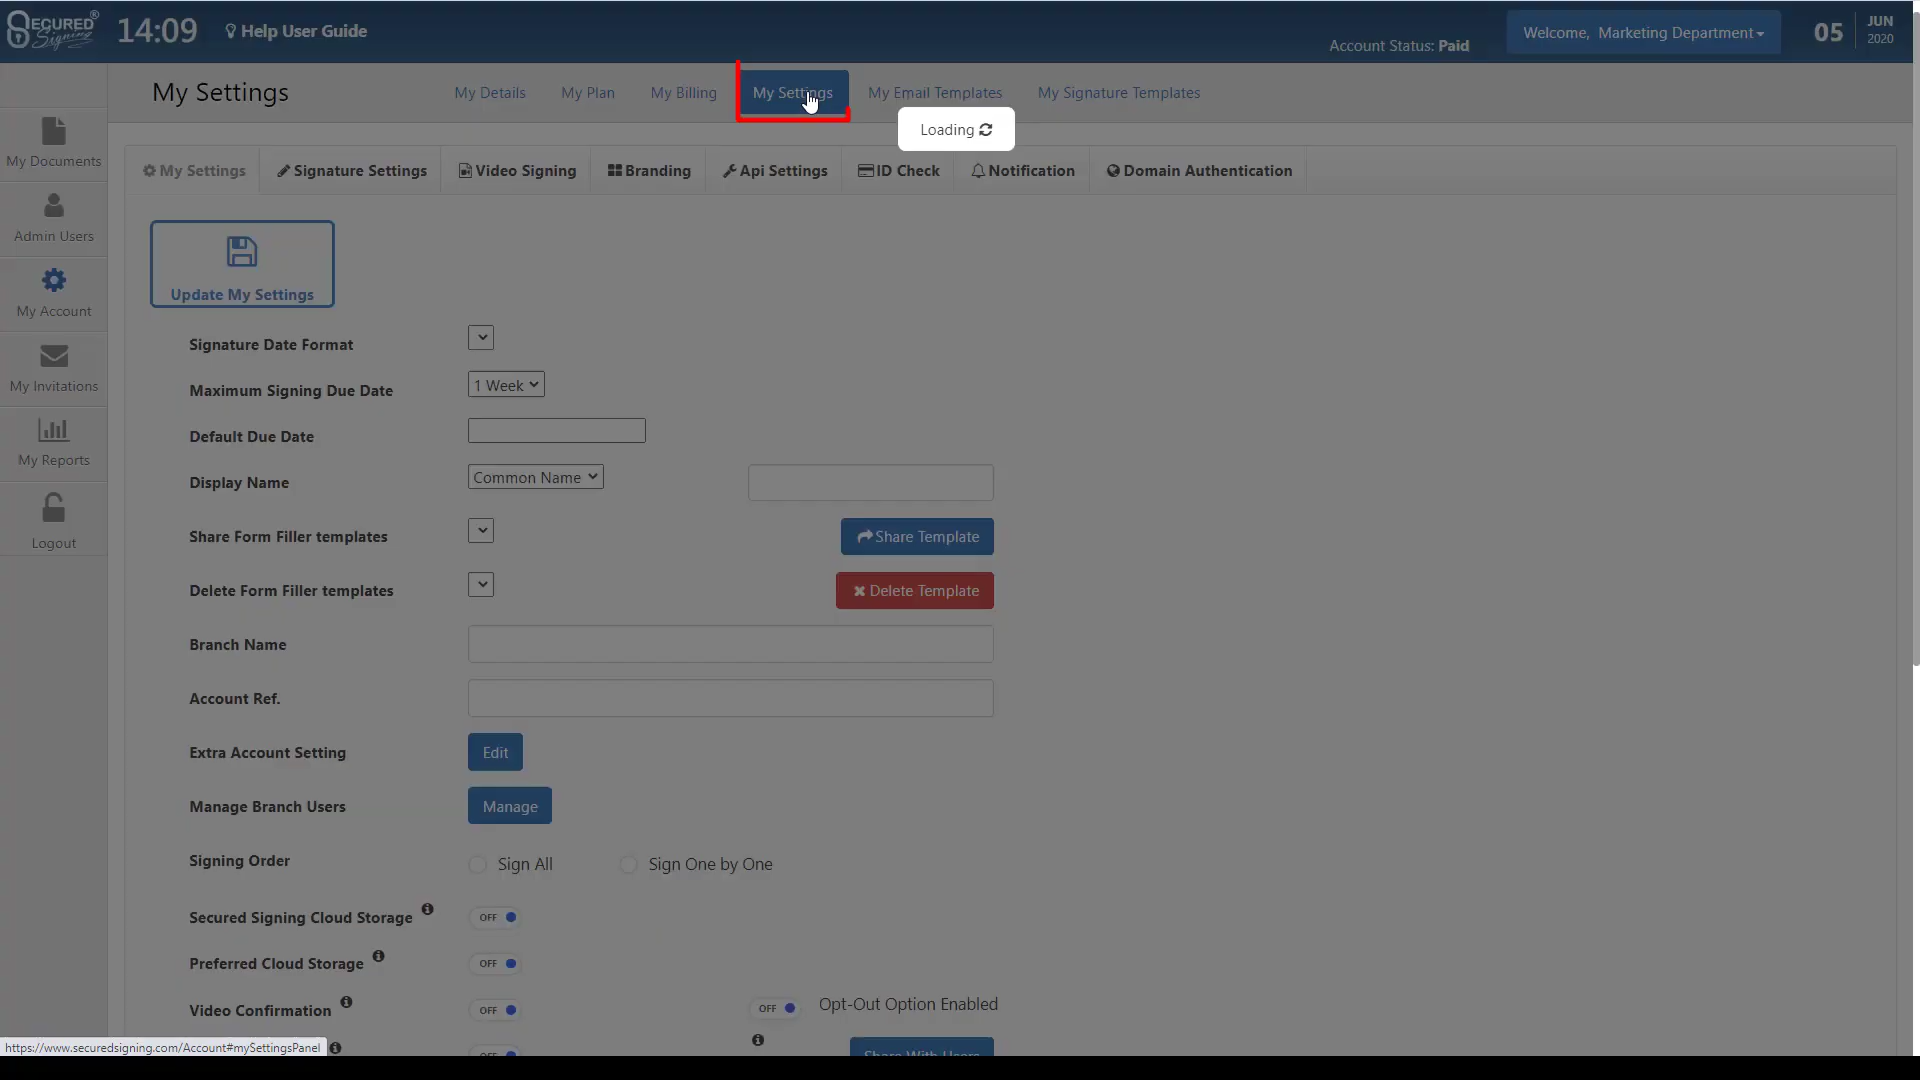 SECURED Signing®
14:09
Help User Guide
Account Status: Paid
Welcome, Marketing Department
05
JUN
2020
My Settings
My Details
My Plan
My Billing
My Settings
My Email Templates
My Signature Templates
Loading
My Documents
Admin Users
My Account
My Invitations
My Reports
Logout
My Settings
Signature Settings
Video Signing
Branding
Api Settings
ID Check
Notification
Domain Authentication
Update My Settings
Signature Date Format
Maximum Signing Due Date
1 Week
Default Due Date
Display Name
Common Name
Share Form Filler templates
Share Template
Delete Form Filler templates
Delete Template
Branch Name
Account Ref.
Extra Account Setting
Edit
Manage Branch Users
Manage
Signing Order
Sign All
Sign One by One
Secured Signing Cloud Storage
OFF
Preferred Cloud Storage
OFF
Video Confirmation
OFF
OFF
Opt-Out Option Enabled
https://www.securedsigning.com/Account#mySettingsPanel
OFF
Share With Users